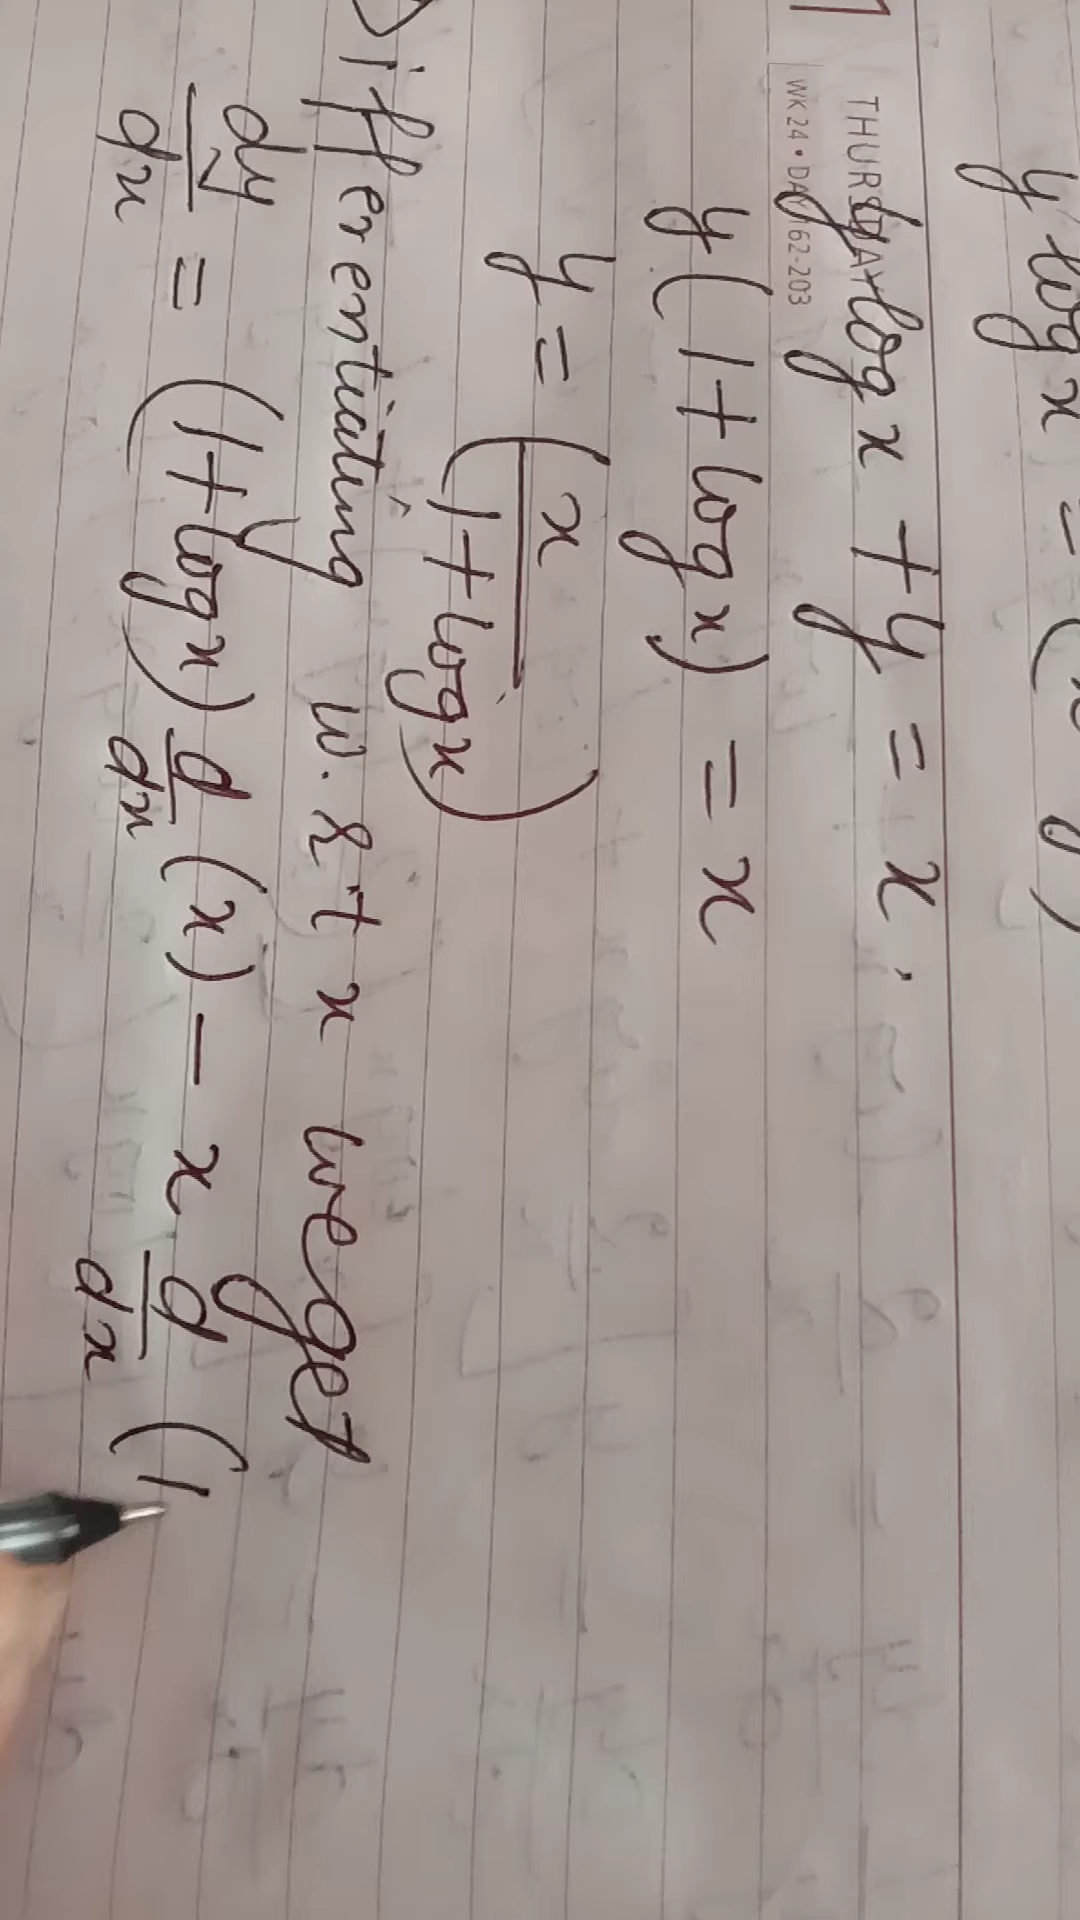 y log x = (x y)
THURSDAY
WK 24 • DAY 162-203
y log x + y = x
y(1 + log x) = x
y = x/(1 + log x)
Differentiating w.r.t x we get
dy/dx = (1 + log x) d/dx (x) - x d/dx (1